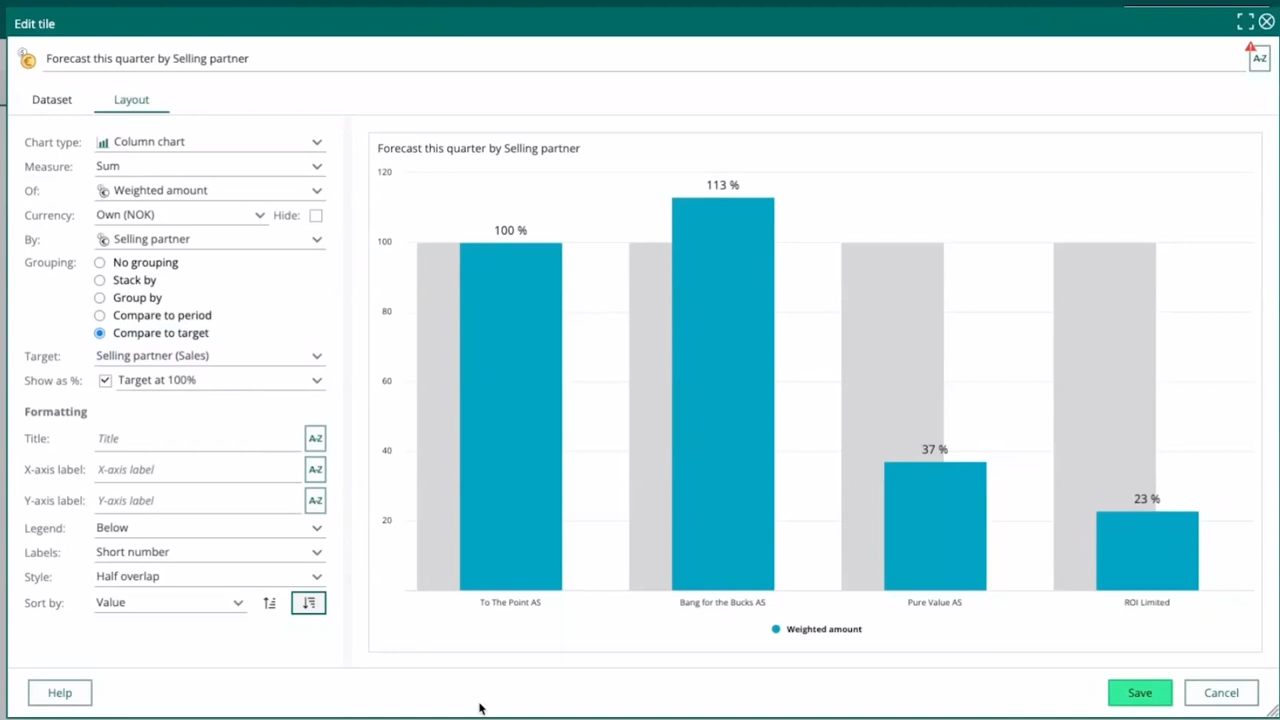 Edit tile
Forecast this quarter by Selling partner
A-Z
Dataset Layout
Chart type: Column chart
Measure: Sum
Of: Weighted amount
Currency: Own (NOK) Hide:
By: Selling partner
Grouping: No grouping
Stack by
Group by
Compare to period
Compare to target
Target: Selling partner (Sales)
Show as %: Target at 100%
Formatting
Title: Title A-Z
X-axis label: X-axis label A-Z
Y-axis label: Y-axis label A-Z
Legend: Below
Labels: Short number
Style: Half overlap
Sort by: Value
Forecast this quarter by Selling partner
120
100
80
60
40
20
100 %
113 %
37 %
23 %
To The Point AS Bang for the Bucks AS Pure Value AS ROI Limited
Weighted amount
Help Save Cancel